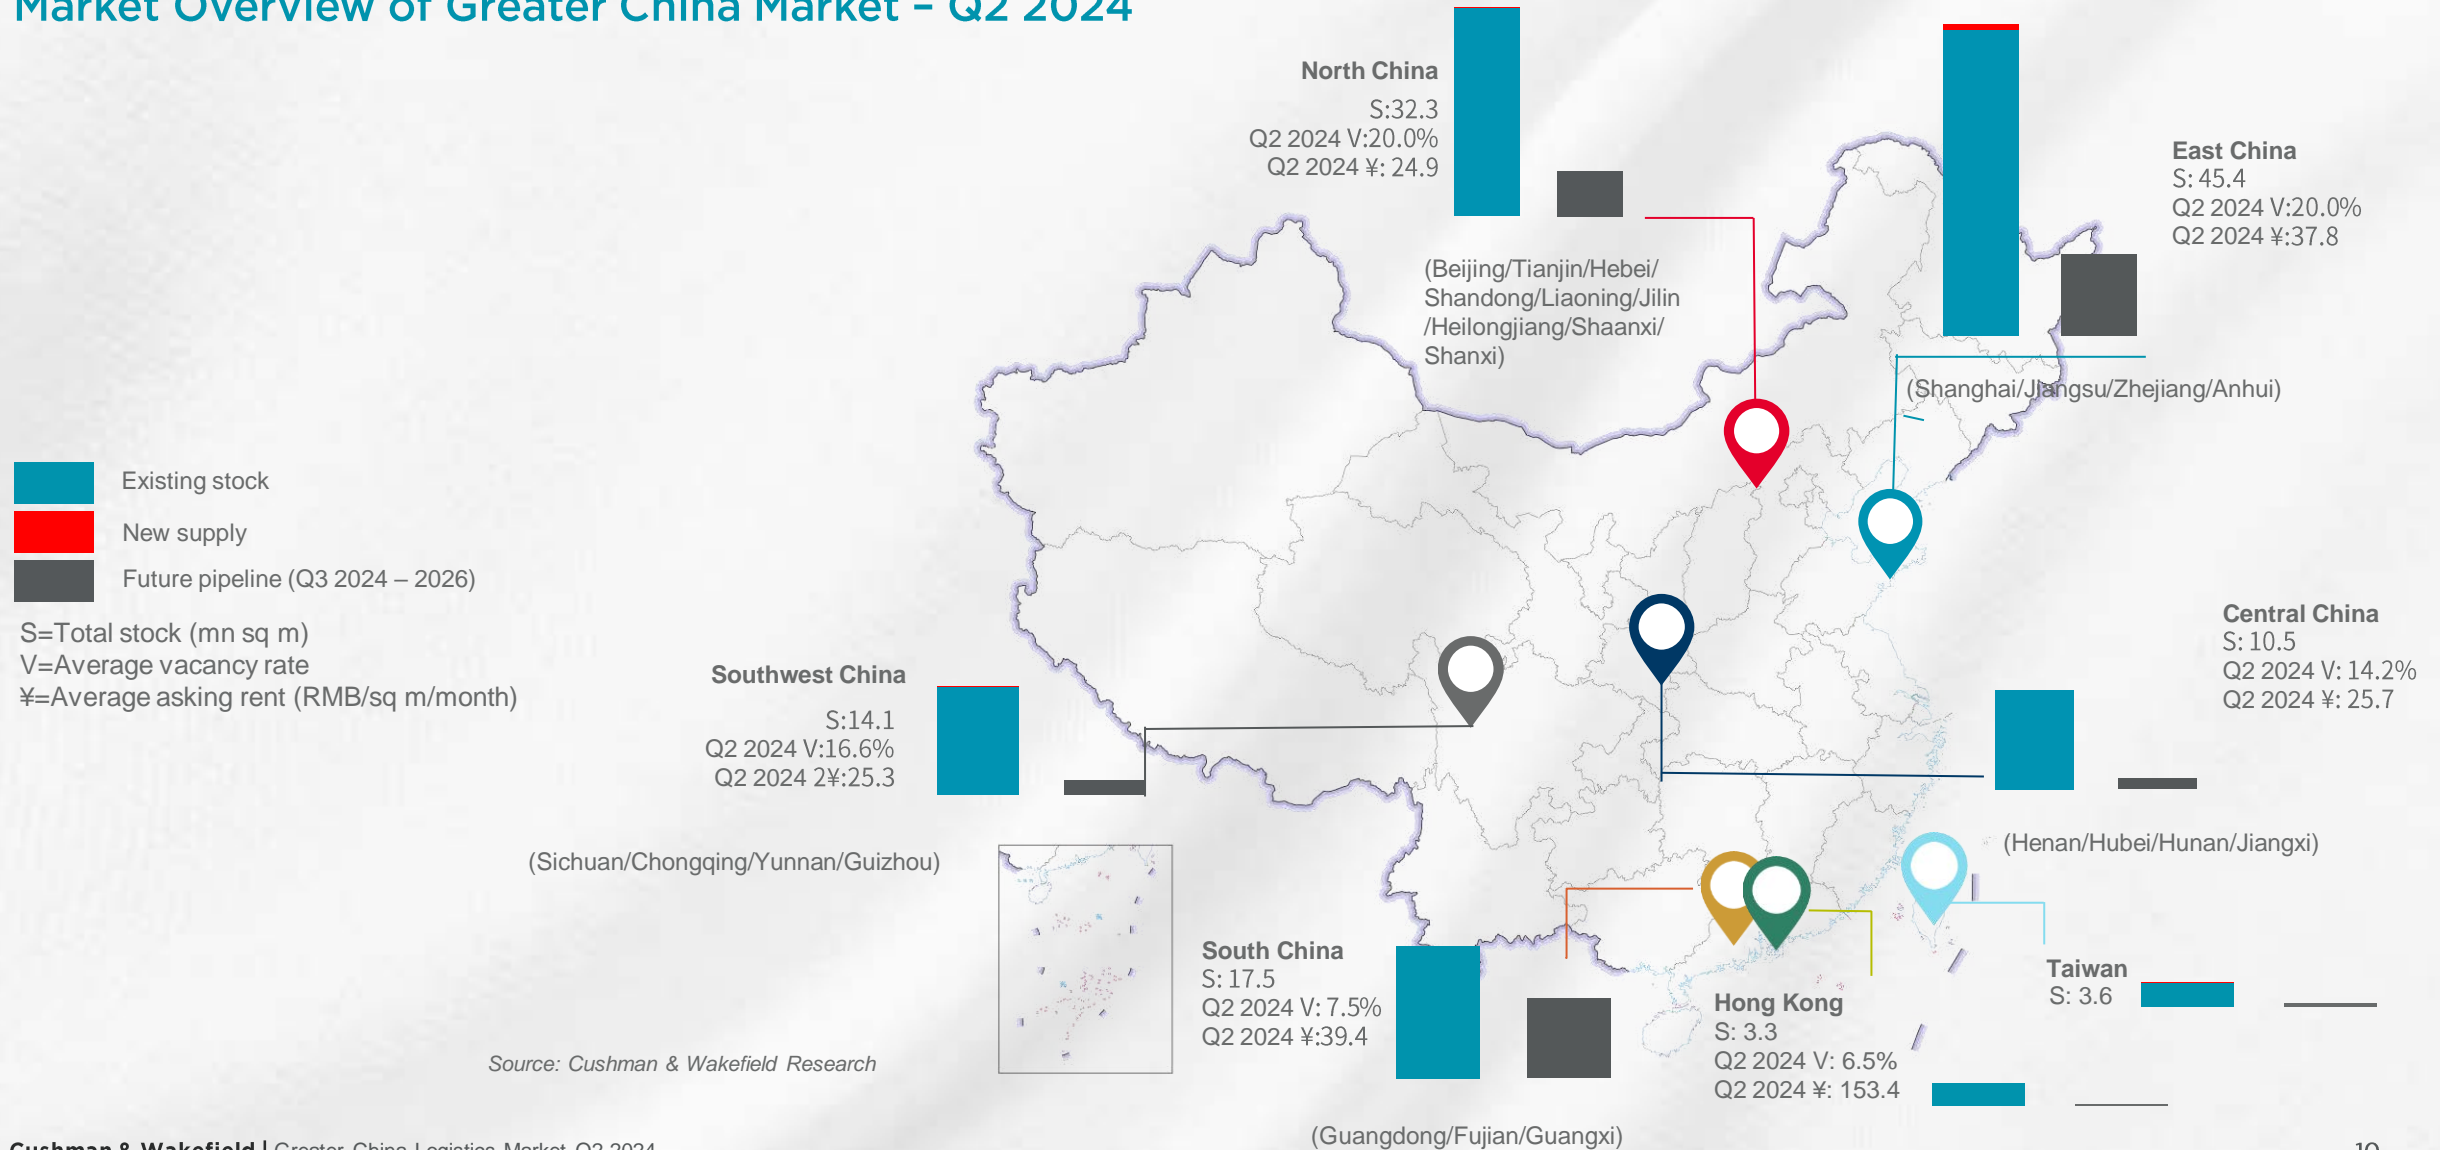 Market Overview of Greater China Market – Q2 2024
North China
S:32.3
Q2 2024 V:20.0%
Q2 2024 ¥: 24.9
(Beijing/Tianjin/Hebei/
Shandong/Liaoning/Jilin
/Heilongjiang/Shaanxi/
Shanxi)
East China
S: 45.4
Q2 2024 V:20.0%
Q2 2024 ¥:37.8
(Shanghai/Jiangsu/Zhejiang/Anhui)
Existing stock
New supply
Future pipeline (Q3 2024 – 2026)
S=Total stock (mn sq m)
V=Average vacancy rate
¥=Average asking rent (RMB/sq m/month)
Southwest China
S:14.1
Q2 2024 V:16.6%
Q2 2024 2¥:25.3
(Sichuan/Chongqing/Yunnan/Guizhou)
Central China
S: 10.5
Q2 2024 V: 14.2%
Q2 2024 ¥: 25.7
(Henan/Hubei/Hunan/Jiangxi)
South China
S: 17.5
Q2 2024 V: 7.5%
Q2 2024 ¥:39.4
(Guangdong/Fujian/Guangxi)
Hong Kong
S: 3.3
Q2 2024 V: 6.5%
Q2 2024 ¥: 153.4
Taiwan
S: 3.6
Source: Cushman & Wakefield Research
Cushman & Wakefield | Greater China Logistics Market Q2 2024
10